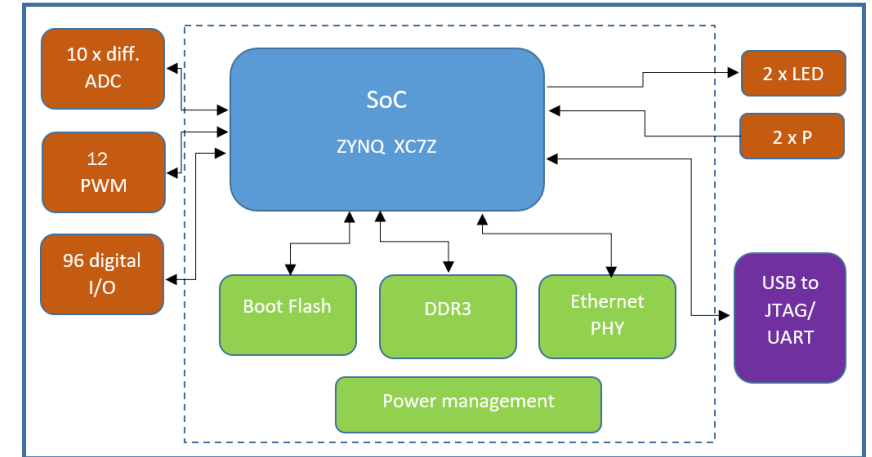 10 x diff.
ADC
12
PWM
96 digital
I/O
SoC
ZYNQ XC7Z
2 x LED
2 x P
Boot Flash
DDR3
Ethernet
PHY
USB to
JTAG/
UART
Power management